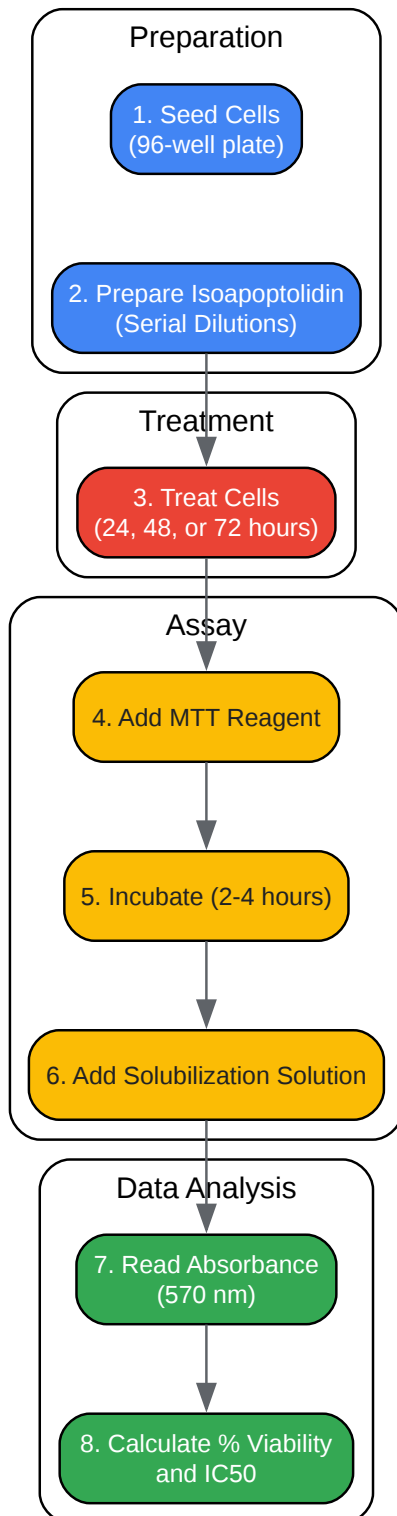 Preparation
1. Seed Cells
(96-well plate)
2. Prepare Isoapoptolidin
(Serial Dilutions)
Treatment
3. Treat Cells
(24, 48, or 72 hours)
Assay
4. Add MTT Reagent
5. Incubate (2-4 hours)
6. Add Solubilization Solution
Data Analysis
7. Read Absorbance
(570 nm)
8. Calculate % Viability
and IC50